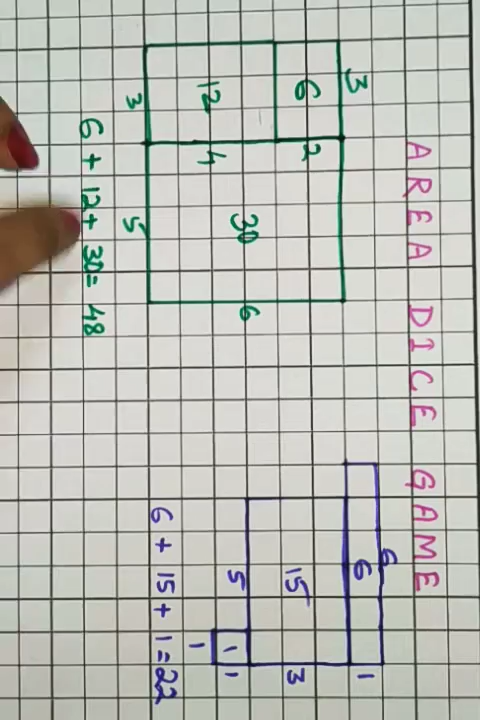 AREA DICE GAME
3
6 2
30 6
12 4
3 5
6 + 12 + 30 = 48
6
6 1
15 3
5 1 1
1
6 + 15 + 1 = 22